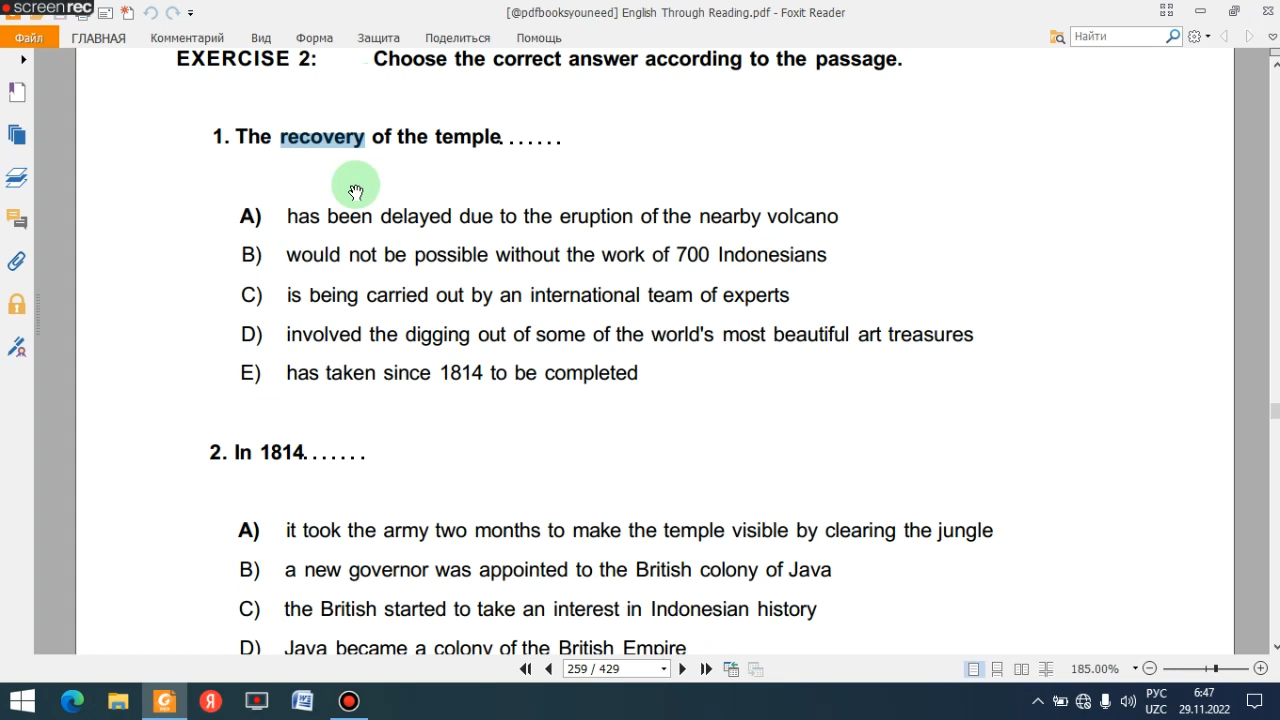 screenrec
[@pdfbooksyouneed] English Through Reading.pdf - Foxit Reader
Файл ГЛАВНАЯ Комментарий Вид Форма Защита Поделиться Помощь Найти
EXERCISE 2: Choose the correct answer according to the passage.
1. The recovery of the temple.......
A) has been delayed due to the eruption of the nearby volcano
B) would not be possible without the work of 700 Indonesians
C) is being carried out by an international team of experts
D) involved the digging out of some of the world's most beautiful art treasures
E) has taken since 1814 to be completed
2. In 1814.......
A) it took the army two months to make the temple visible by clearing the jungle
B) a new governor was appointed to the British colony of Java
C) the British started to take an interest in Indonesian history
D) Java became a colony of the British Empire
259 / 429 185.00%
РУС 6:47
UZC 29.11.2022